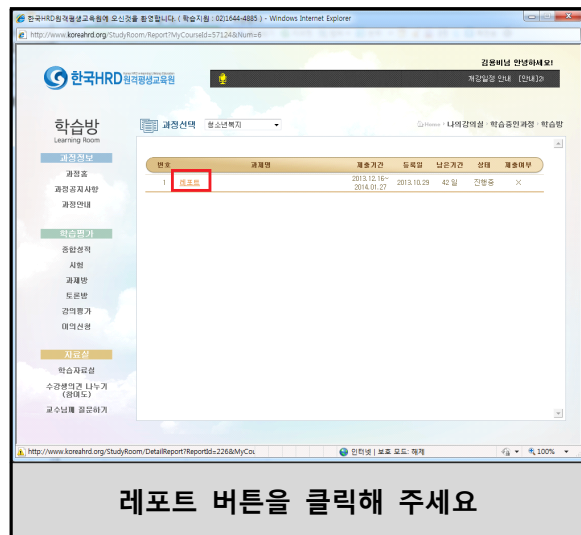 한국HRD원격평생교육원에 오신것을 환영합니다. ( 학습지원 : 02)1644-4885 ) - Windows Internet Explorer
http://www.koreahrd.org/StudyRoom/Report?MyCourseId=57124&Num=6
김용비님 안녕하세요!
한국HRD원격평생교육원
개강일정 안내 [안내]2
학습방
Learning Room
과정선택 청소년복지
Home > 나의강의실 > 학습중인과정 > 학습방
과정정보
과정홈
과정공지사항
과정안내
학습평가
종합성적
시험
과제방
토론방
강의평가
이의신청
자료실
학습자료실
수강생의견 나누기
(참여도)
교수님께 질문하기
번호 과제명 제출기간 등록일 남은기간 상태 제출여부
1 레포트 2013.12.16~ 2014.01.27 2013.10.29 42 일 진행중 ×
http://www.koreahrd.org/StudyRoom/DetailReport?ReportId=226&MyCou
인터넷 | 보호 모드: 해제
100%
레포트 버튼을 클릭해 주세요